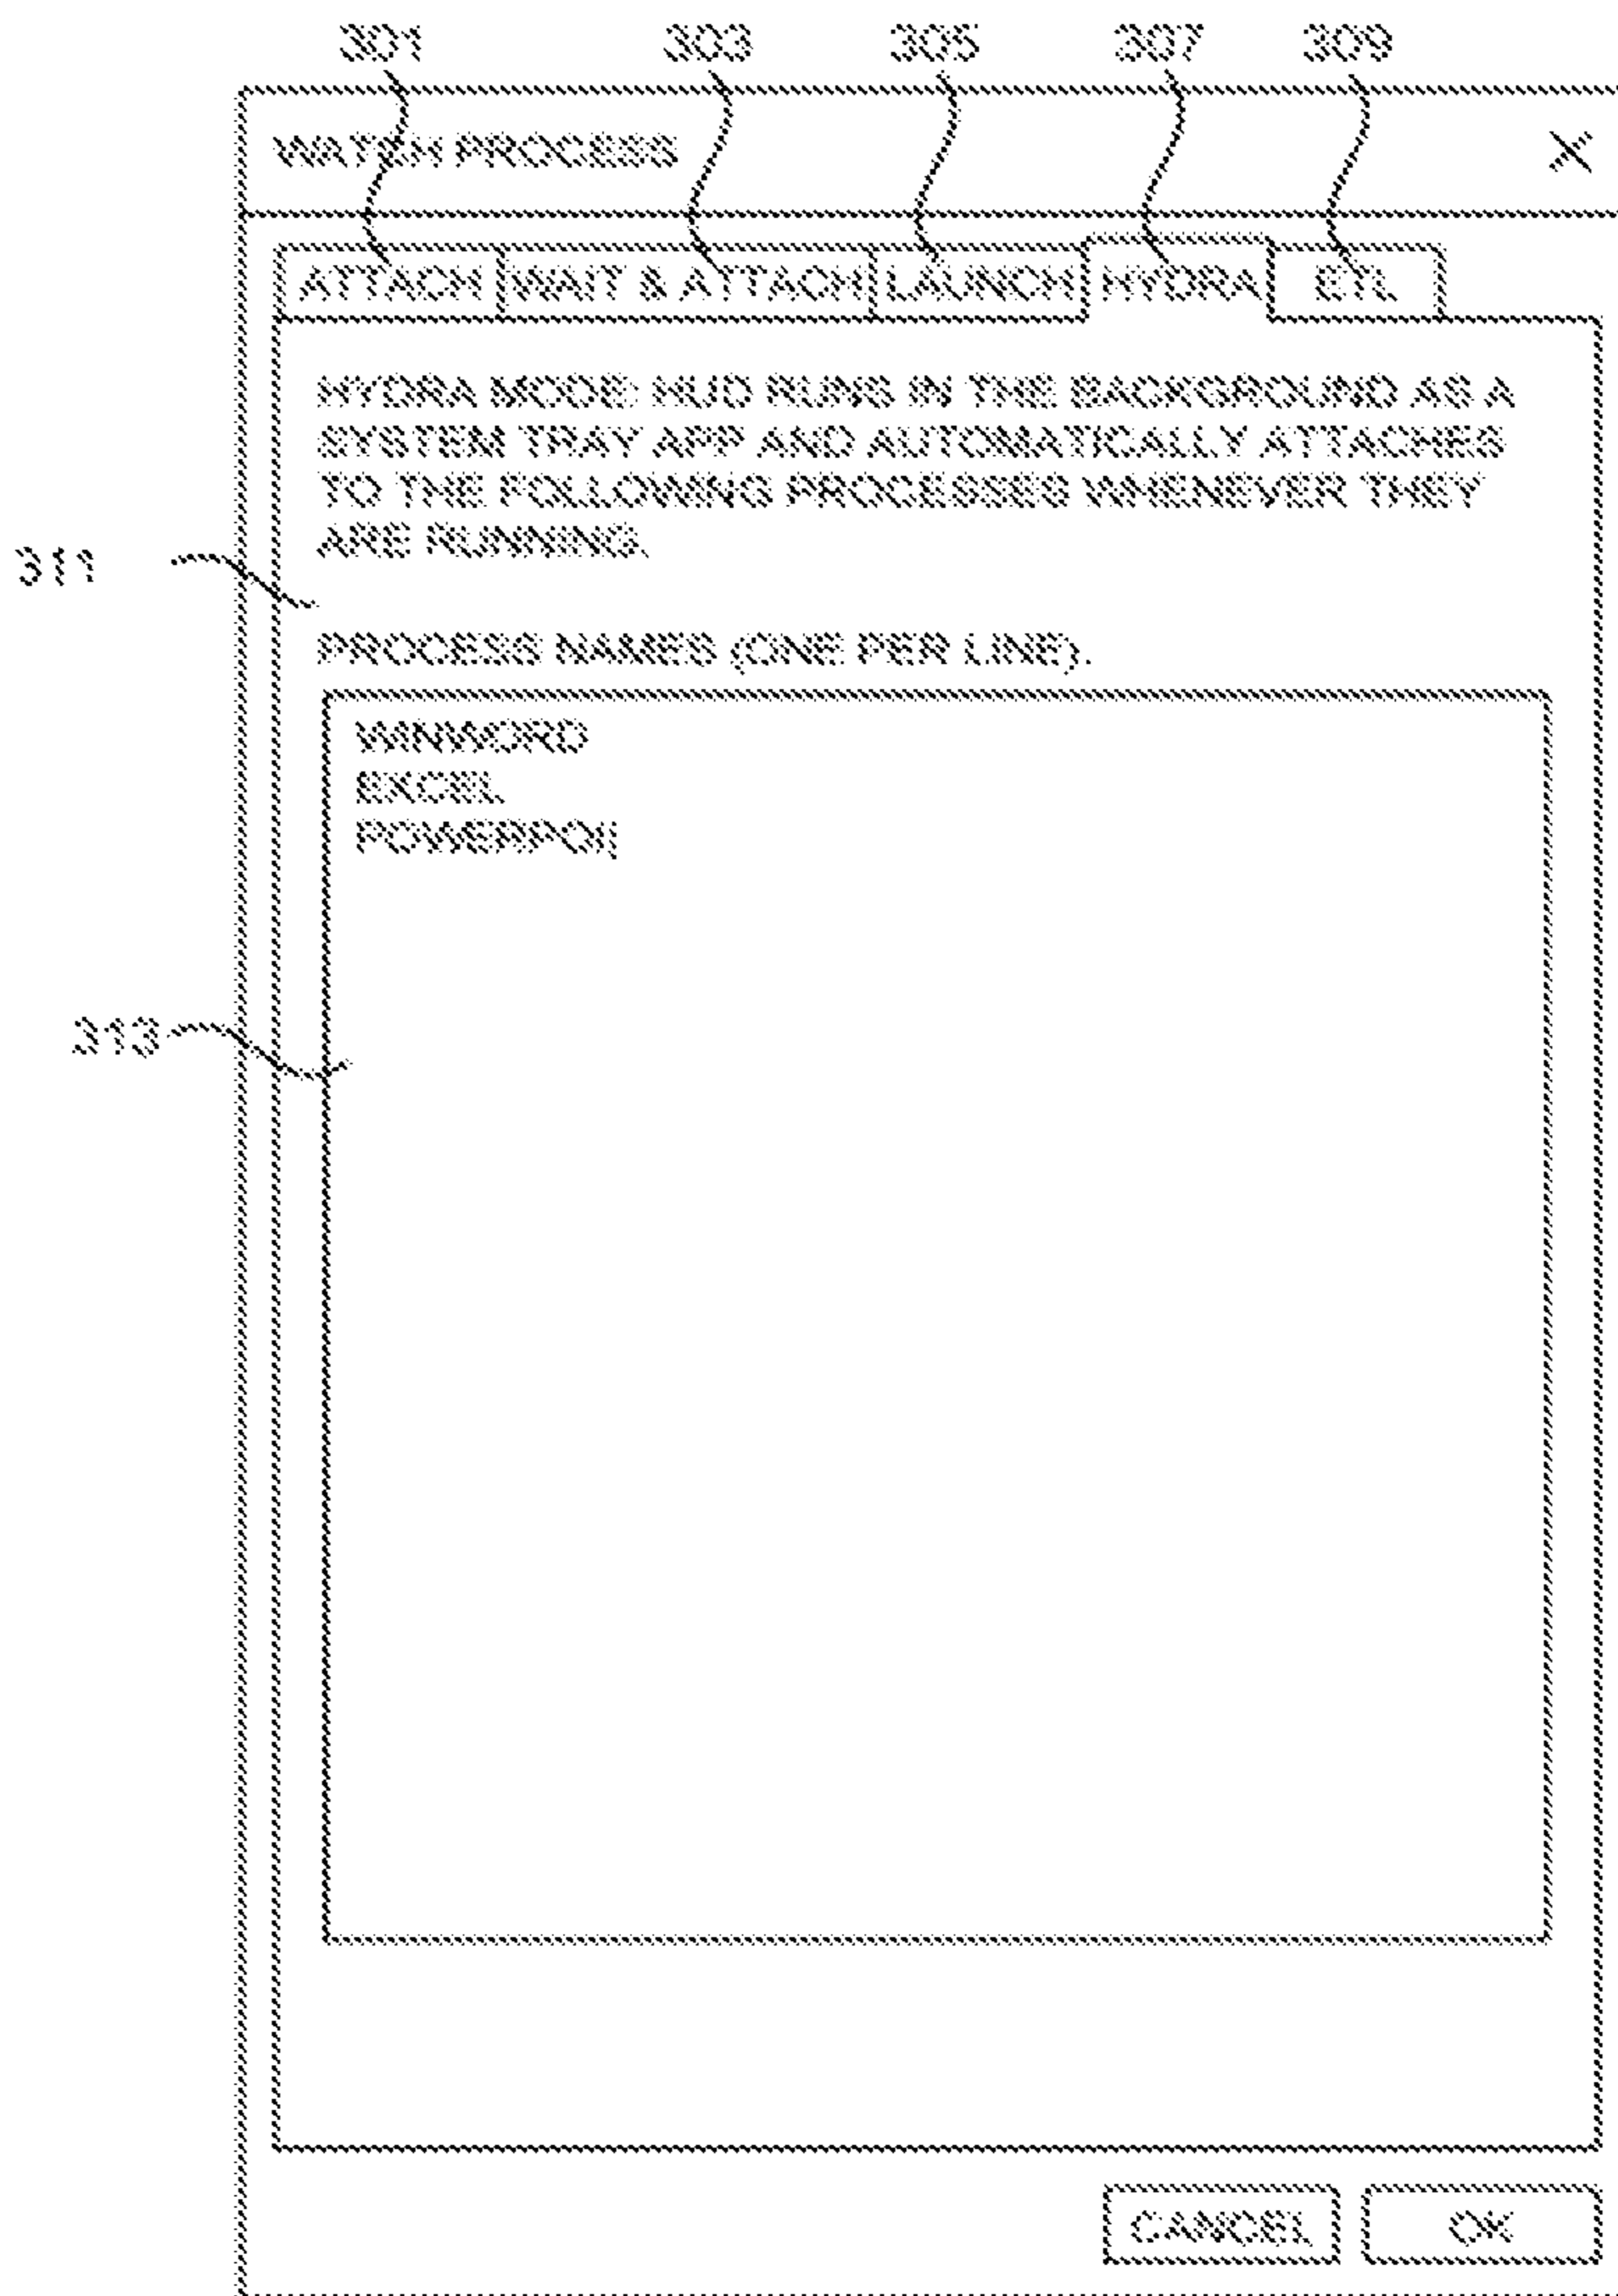 301 303 305 307 309
WATCH PROCESS X
ATTACH WAIT & ATTACH LAUNCH HYDRA ETL
HYDRA MODE: HUD RUNS IN THE BACKGROUND AS A
SYSTEM TRAY APP AND AUTOMATICALLY ATTACHES
TO THE FOLLOWING PROCESSES WHENEVER THEY
ARE RUNNING.
311
PROCESS NAMES (ONE PER LINE).
WINWORD
EXCEL
POWERPOI|
313
CANCEL OK